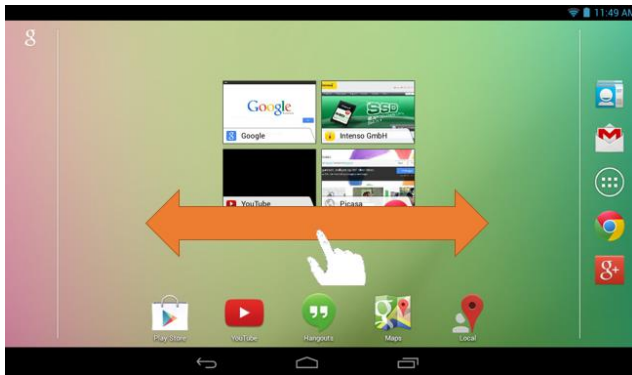 11:49 AM
g
Google
Google
SSD
Intenso GmbH
YouTube
Picasa
g+
Play Store
YouTube
Hangouts
Maps
Local